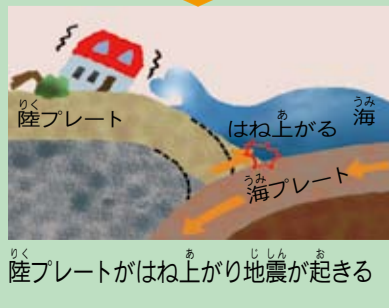 陸プレート
はね上がる
海
海プレート
陸プレートがはね上がり地震が起きる